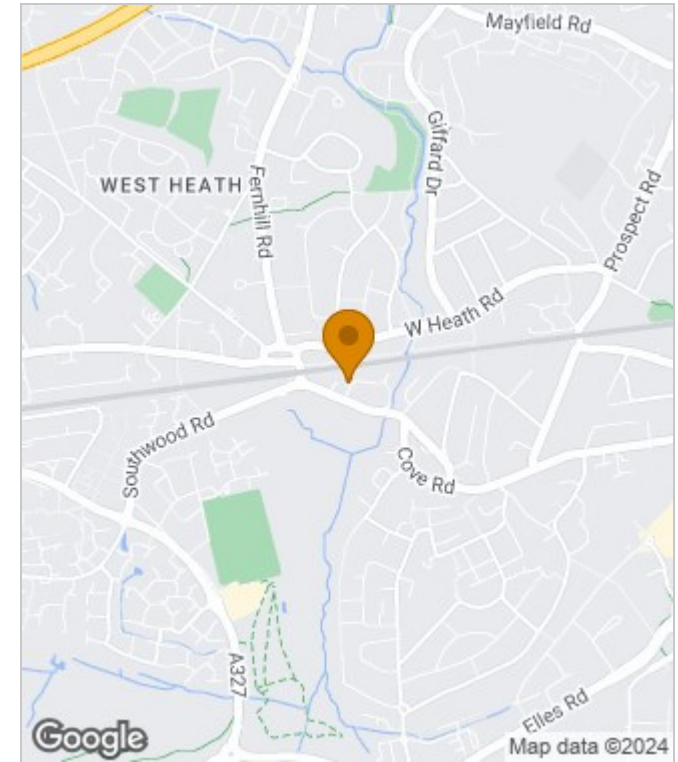 Mayfield Rd
Giffard Dr
WEST HEATH
Fernhill Rd
Prospect Rd
W Heath Rd
Southwood Rd
Cove Rd
A327
Elles Rd
Google
Map data ©2024